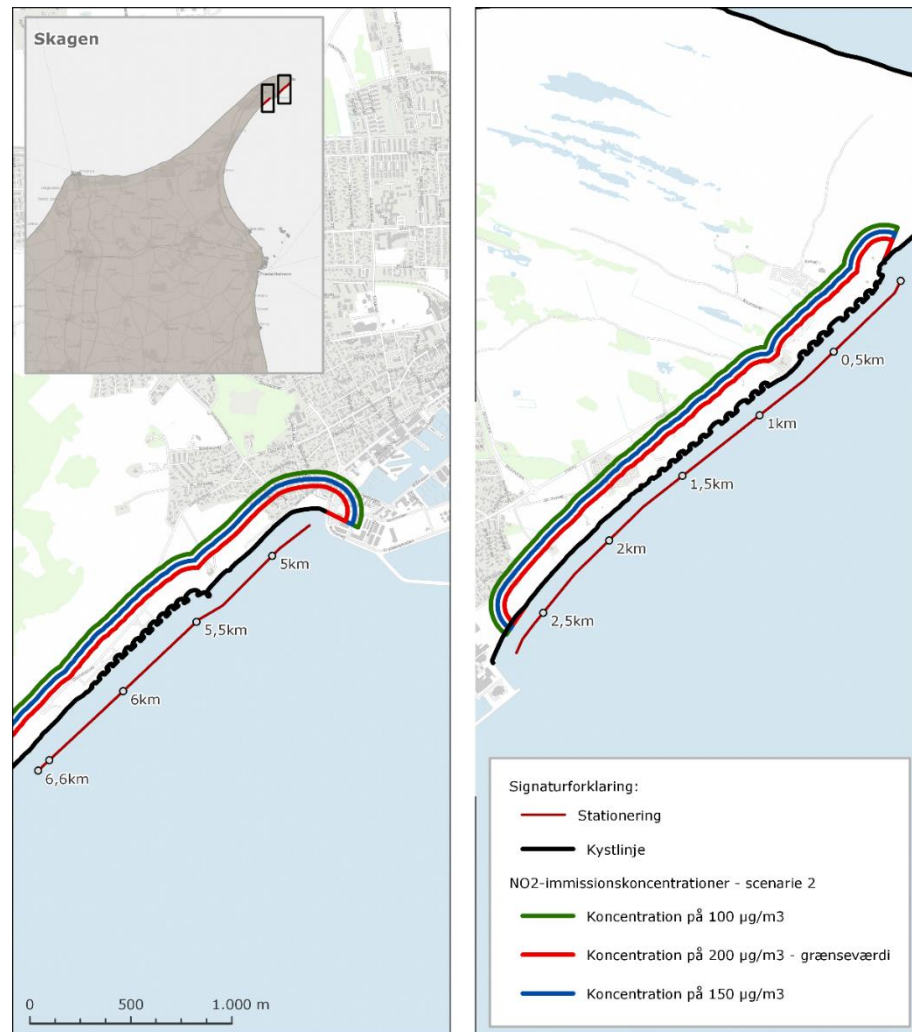 Skagen
5km
5,5km
6km
6,6km
0 500 1.000 m
0,5km
1km
1,5km
2km
2,5km
Signaturforklaring:
Stationering
Kystlinje
NO2-immissionskoncentrationer - scenarie 2
Koncentration på 100 µg/m3
Koncentration på 200 µg/m3 - grænseværdi
Koncentration på 150 µg/m3